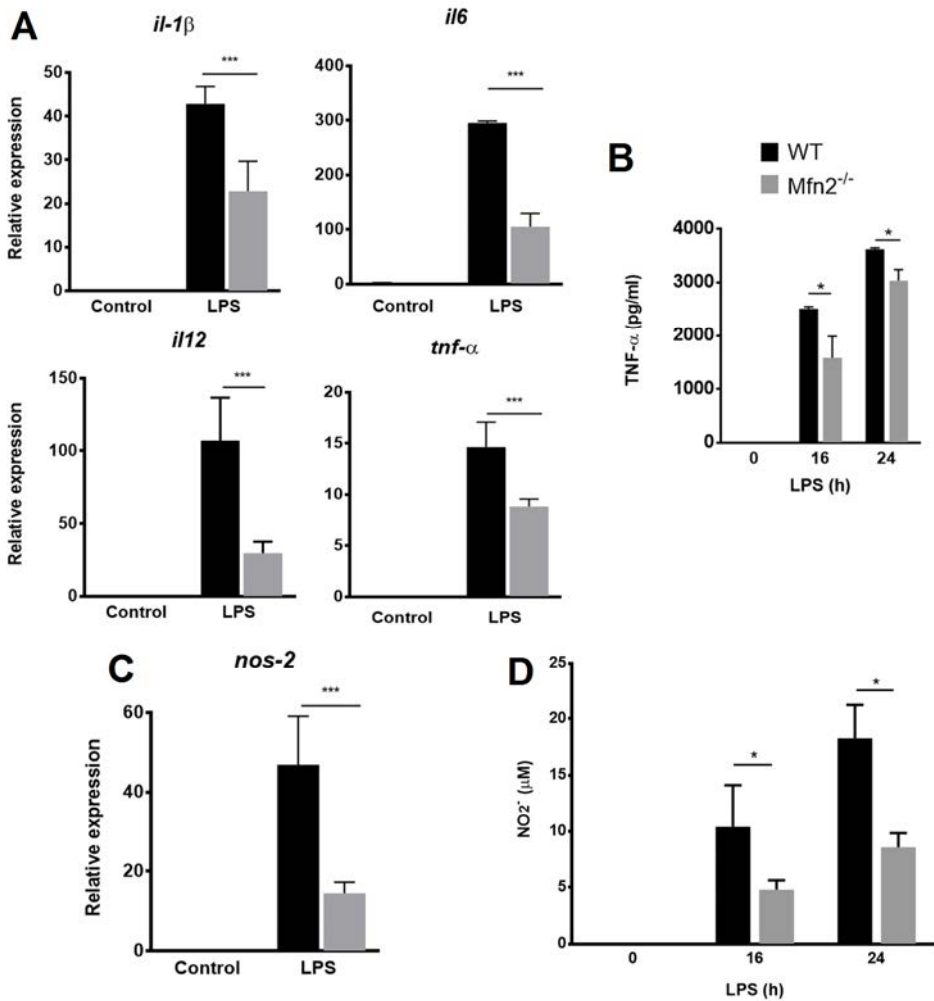 A
il-1β
***
Relative expression
50
40
30
20
10
0
Control
LPS
il6
***
400
300
200
100
0
Control
LPS
il12
***
Relative expression
150
100
50
0
Control
LPS
tnf-α
***
20
15
10
5
0
Control
LPS
B
WT
Mfn2-/-
TNF-α (pg/ml)
4000
3000
2000
1000
0
*
*
0
16
24
LPS (h)
C
nos-2
***
Relative expression
60
40
20
0
Control
LPS
D
NO2- (μM)
25
20
15
10
5
0
*
*
0
16
24
LPS (h)